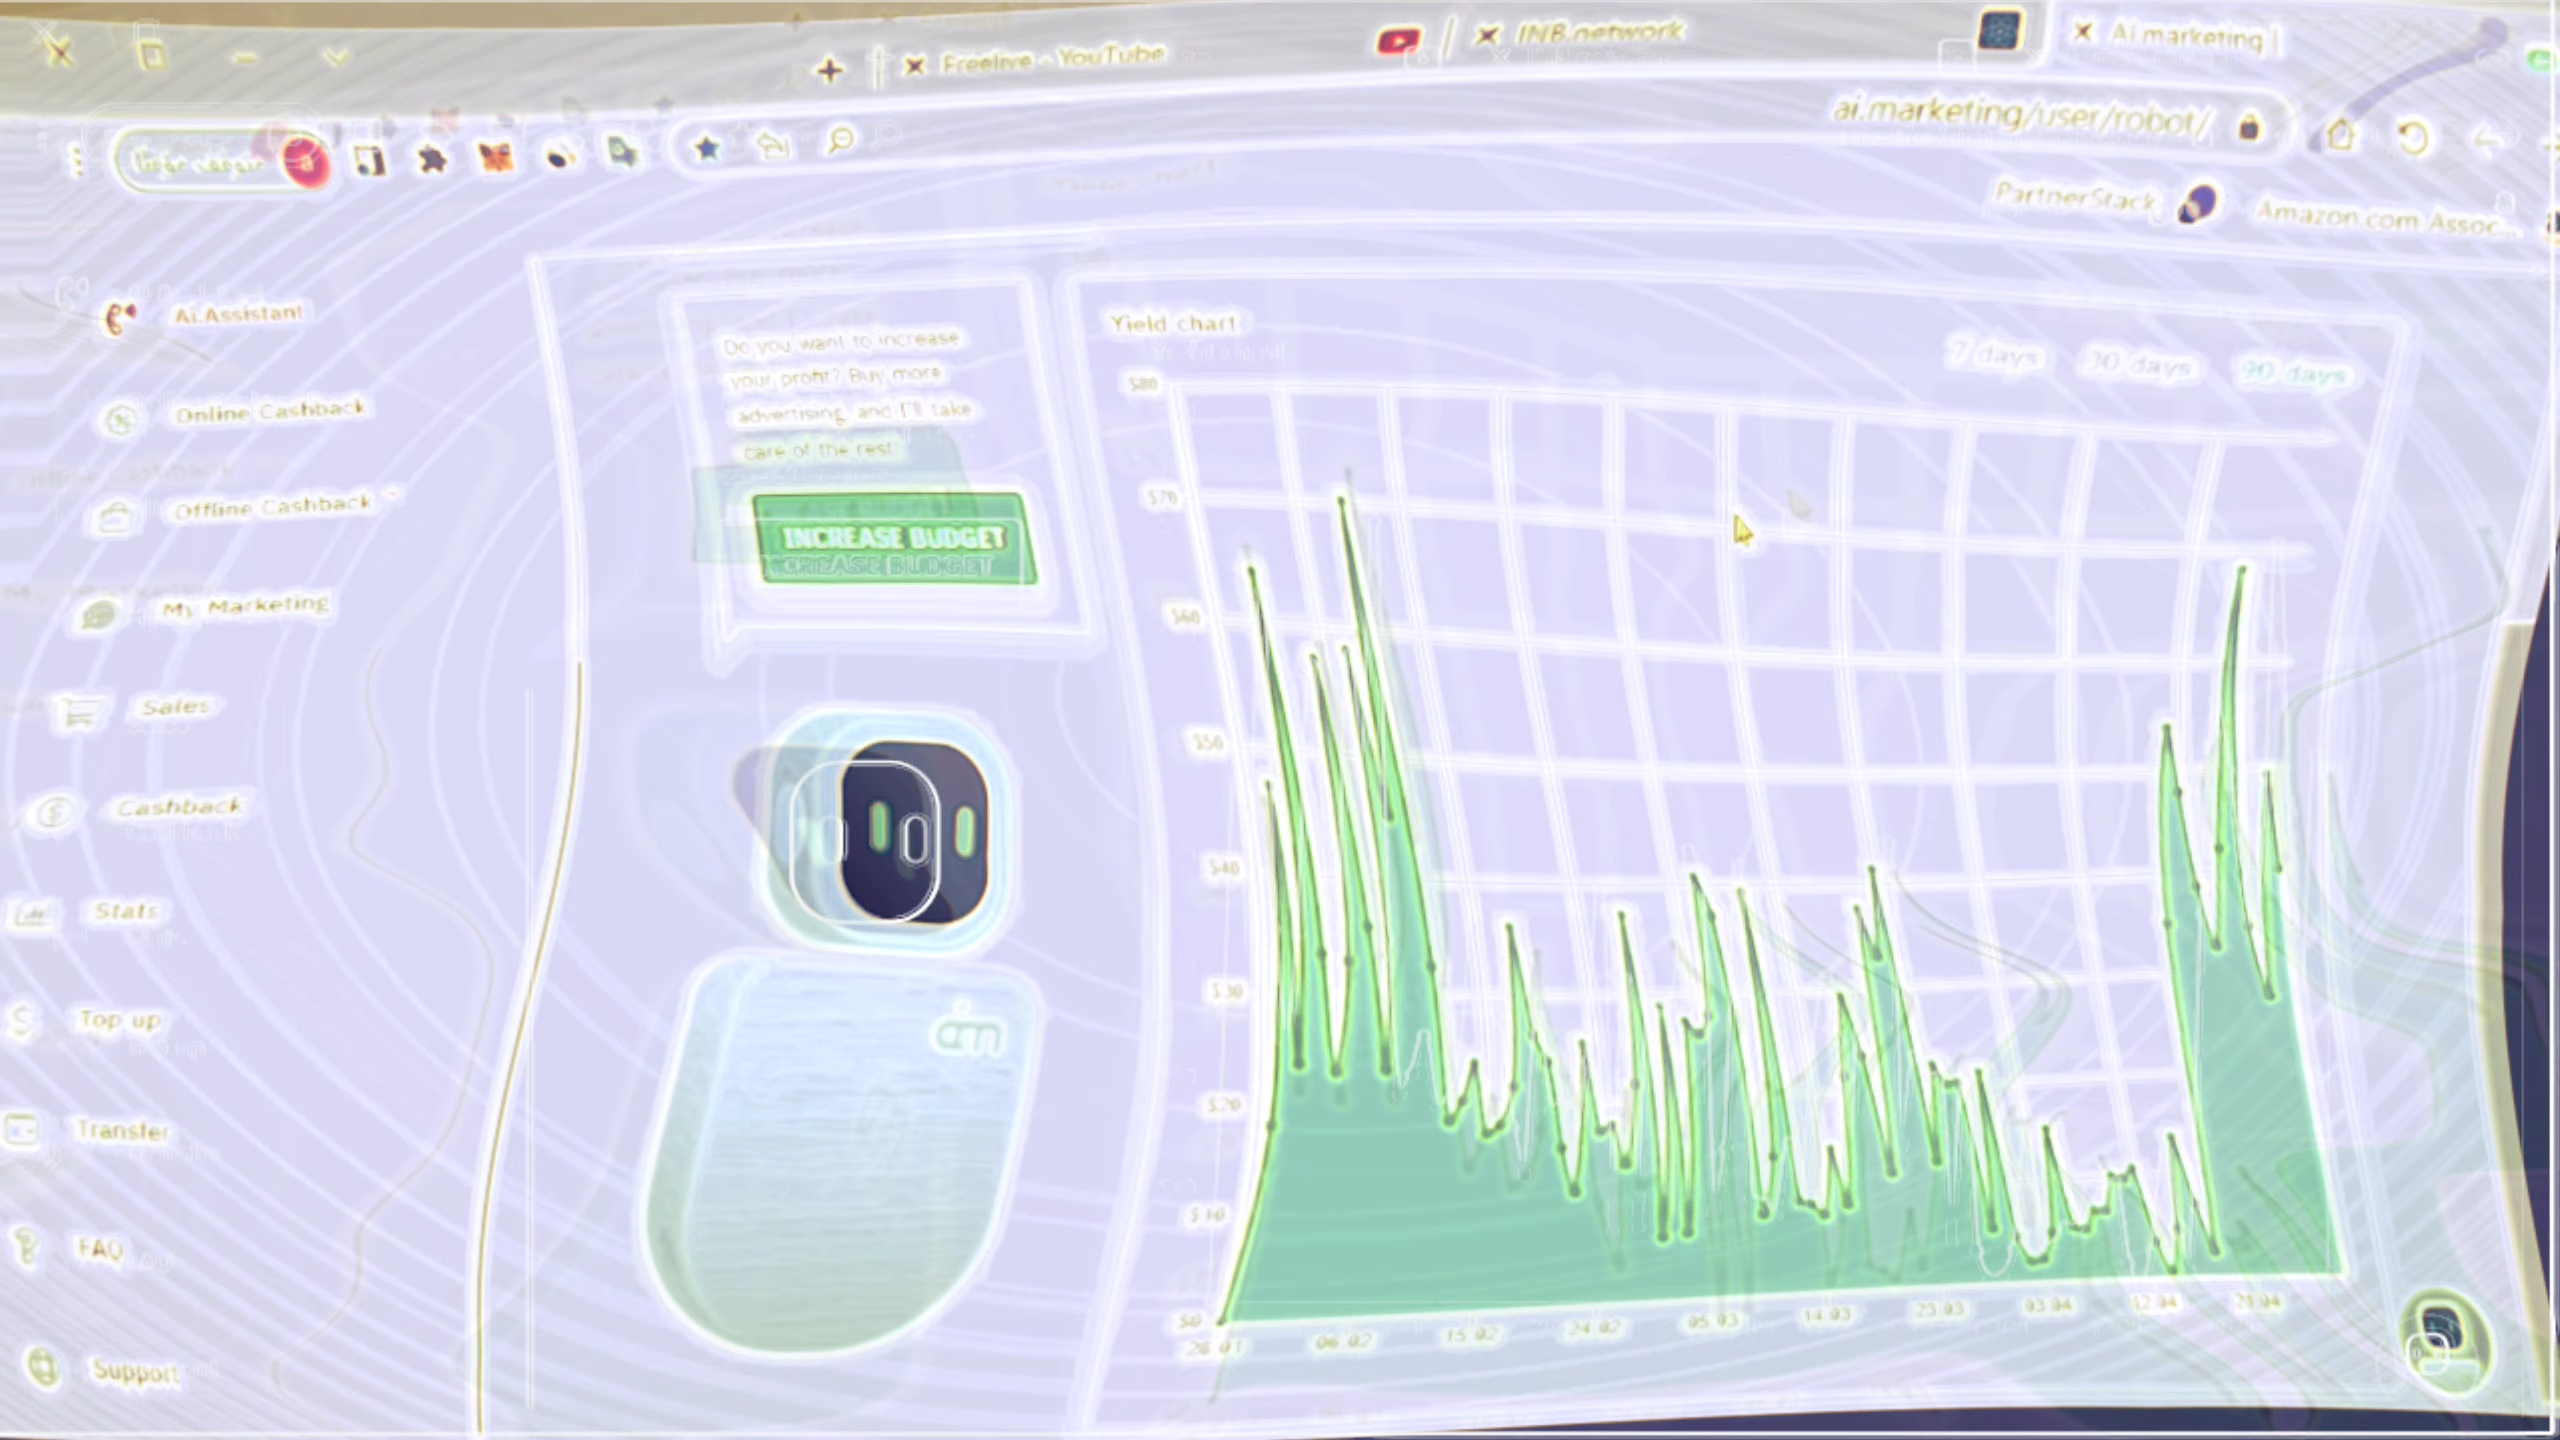 Freelive - YouTube
INB.network
Ai.marketing |
ai.marketing/user/robot/
PartnerStack
Amazon.com Assoc...
Ai.Assistant
Online Cashback
Offline Cashback
My Marketing
Sales
Cashback
Stats
Top up
Transfer
FAQ
Support
Do you want to increase
your profit? Buy more
advertising and I'll take
care of the rest!
INCREASE BUDGET
am
Yield chart
7 days 30 days 90 days
$80
$70
$60
$50
$40
$30
$20
$10
$0
26.01 06.02 15.02 24.02 05.03 14.03 23.03 03.04 12.04 21.04